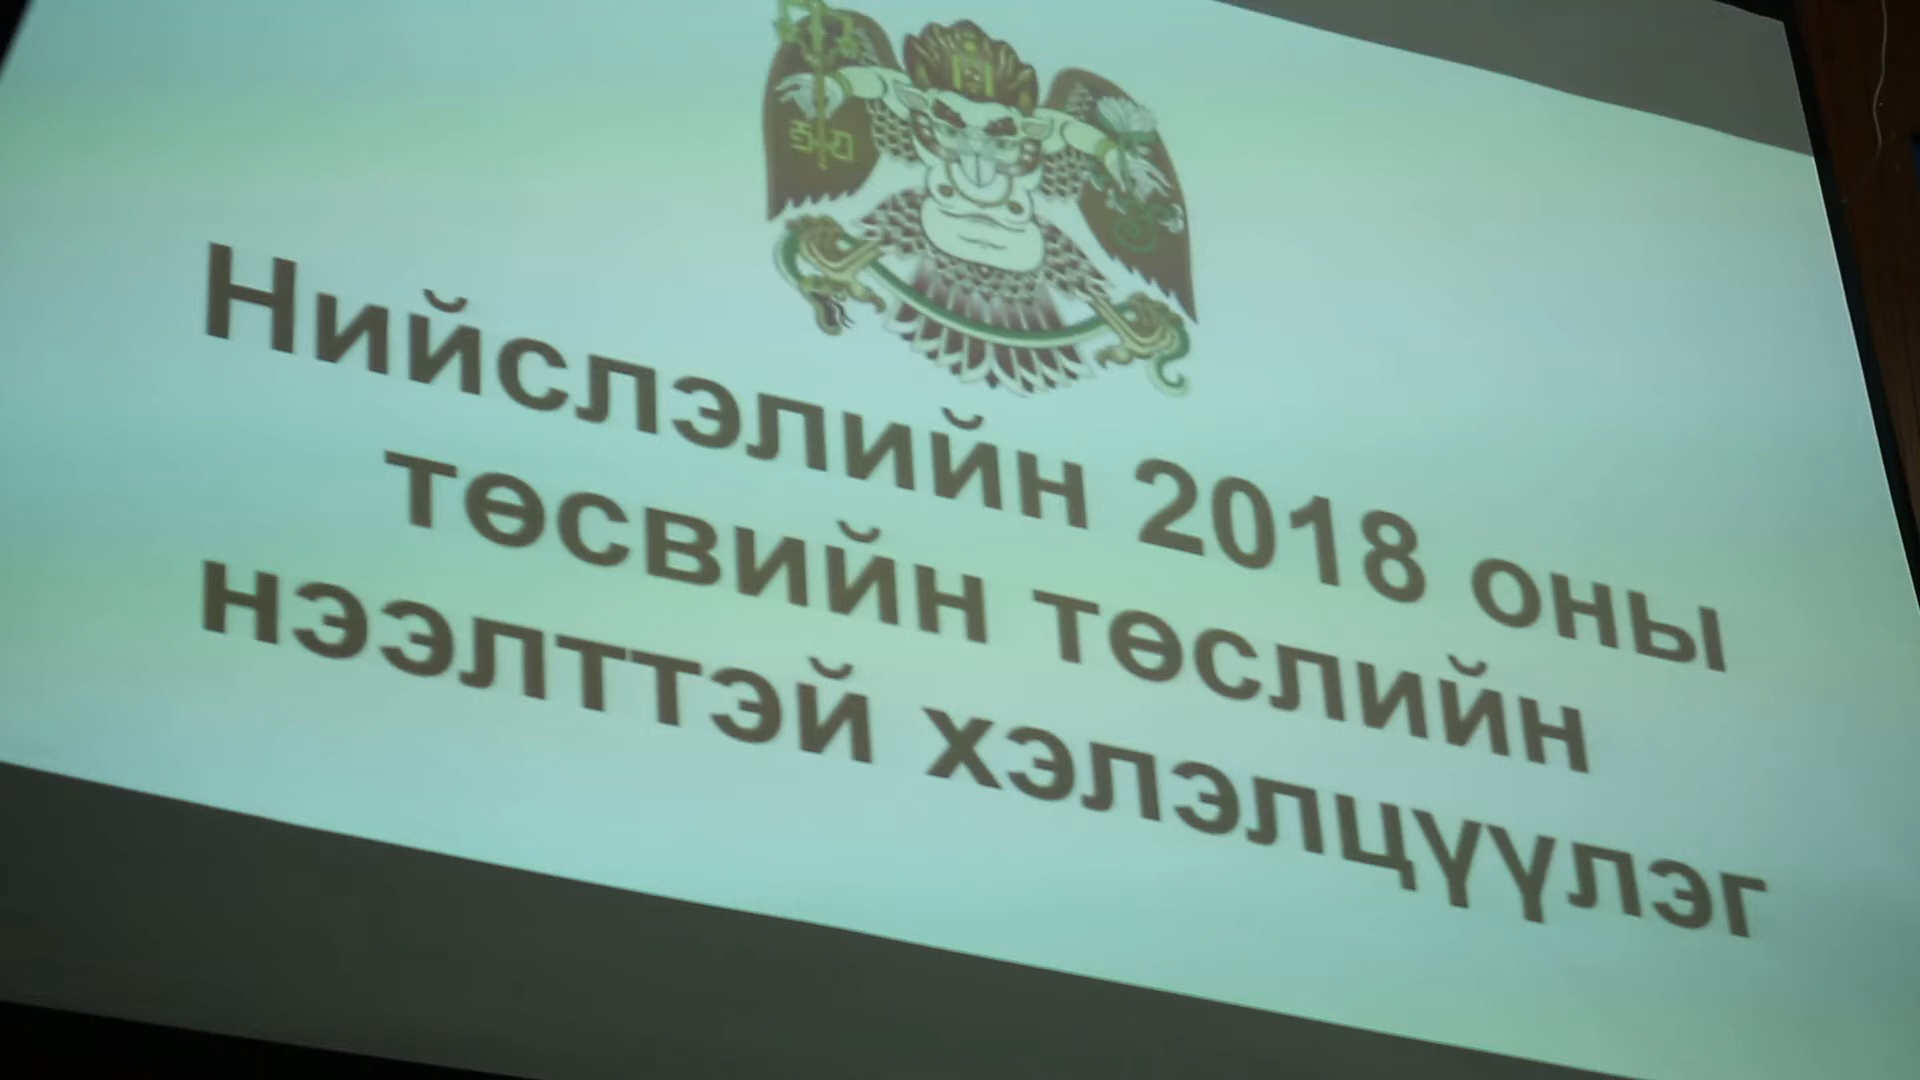 Нийслэлийн 2018 оны
төсвийн төслийн
нээлттэй хэлэлцүүлэг